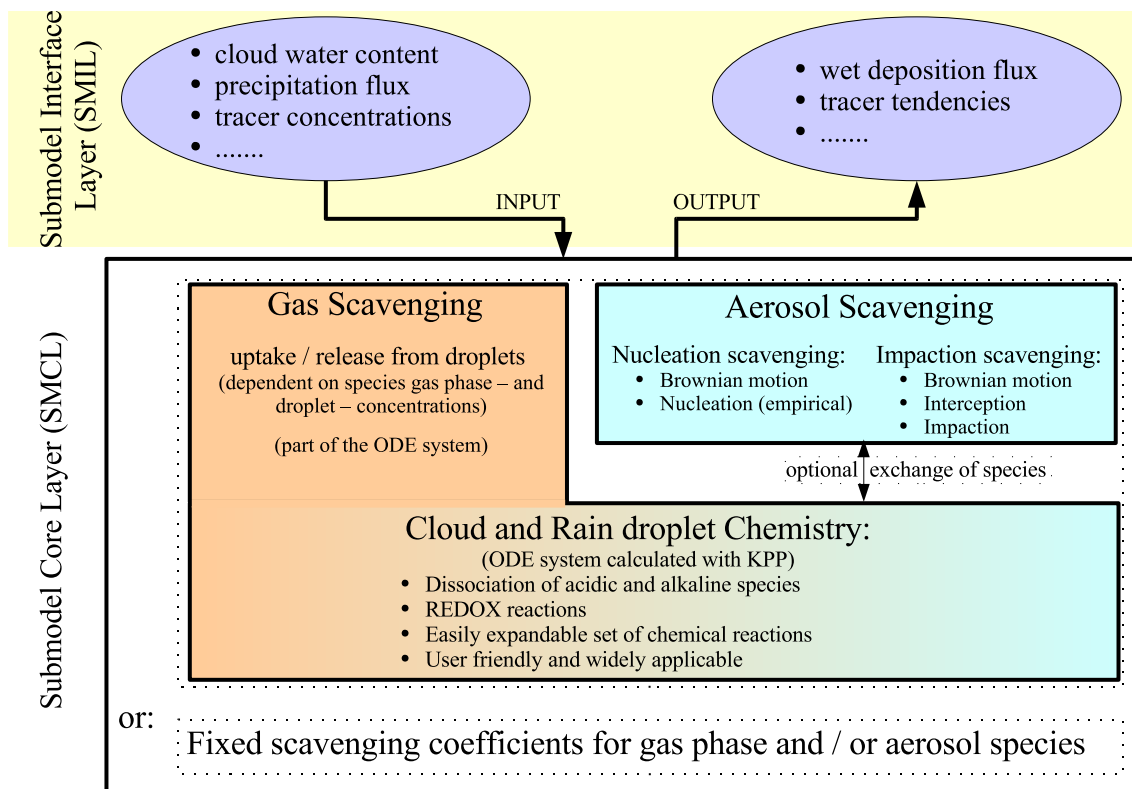 Submodel Interface
Layer (SMIL)
• cloud water content
• precipitation flux
• tracer concentrations
• .......
• wet deposition flux
• tracer tendencies
• .......
INPUT
OUTPUT
Submodel Core Layer (SMCL)
Gas Scavenging
uptake / release from droplets
(dependent on species gas phase – and
droplet – concentrations)
(part of the ODE system)
Aerosol Scavenging
Nucleation scavenging:
• Brownian motion
• Nucleation (empirical)
Impaction scavenging:
• Brownian motion
• Interception
• Impaction
optional exchange of species
Cloud and Rain droplet Chemistry:
(ODE system calculated with KPP)
• Dissociation of acidic and alkaline species
• REDOX reactions
• Easily expandable set of chemical reactions
• User friendly and widely applicable
or:
Fixed scavenging coefficients for gas phase and / or aerosol species